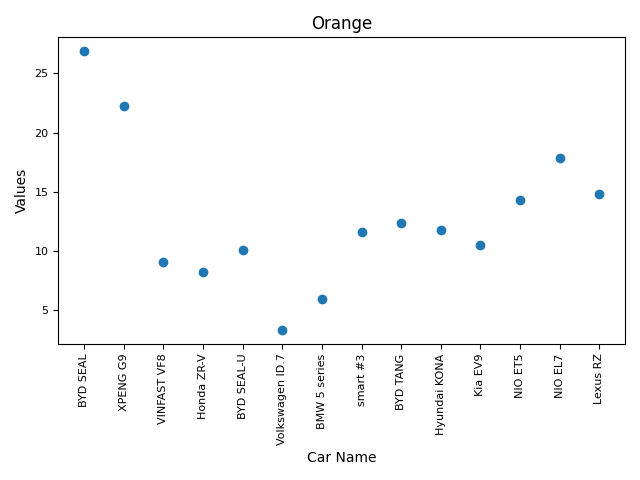 Orange
Values
25
20
15
10
5
BYD SEAL
XPENG G9
VINFAST VF8
Honda ZR-V
BYD SEAL-U
Volkswagen ID.7
BMW 5 series
smart #3
BYD TANG
Hyundai KONA
Kia EV9
NIO ET5
NIO EL7
Lexus RZ
Car Name